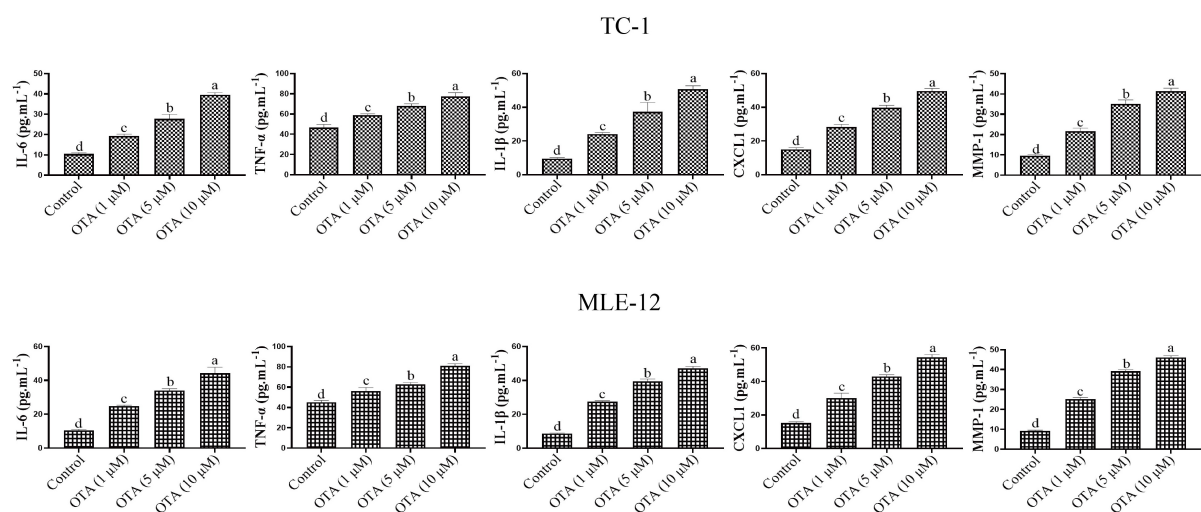 TC-1
IL-6 (pg.mL⁻¹)
50
40
30
20
10
0
d
c
b
a
Control
OTA (1 μM)
OTA (5 μM)
OTA (10 μM)
TNF-α (pg.mL⁻¹)
100
80
60
40
20
0
d
c
b
a
Control
OTA (1 μM)
OTA (5 μM)
OTA (10 μM)
IL-1β (pg.mL⁻¹)
60
40
20
0
d
c
b
a
Control
OTA (1 μM)
OTA (5 μM)
OTA (10 μM)
CXCL1 (pg.mL⁻¹)
60
40
20
0
d
c
b
a
Control
OTA (1 μM)
OTA (5 μM)
OTA (10 μM)
MMP-1 (pg.mL⁻¹)
50
40
30
20
10
0
d
c
b
a
Control
OTA (1 μM)
OTA (5 μM)
OTA (10 μM)
MLE-12
IL-6 (pg.mL⁻¹)
60
40
20
0
d
c
b
a
Control
OTA (1 μM)
OTA (5 μM)
OTA (10 μM)
TNF-α (pg.mL⁻¹)
100
80
60
40
20
0
d
c
b
a
Control
OTA (1 μM)
OTA (5 μM)
OTA (10 μM)
IL-1β (pg.mL⁻¹)
60
40
20
0
d
c
b
a
Control
OTA (1 μM)
OTA (5 μM)
OTA (10 μM)
CXCL1 (pg.mL⁻¹)
60
40
20
0
d
c
b
a
Control
OTA (1 μM)
OTA (5 μM)
OTA (10 μM)
MMP-1 (pg.mL⁻¹)
50
40
30
20
10
0
d
c
b
a
Control
OTA (1 μM)
OTA (5 μM)
OTA (10 μM)